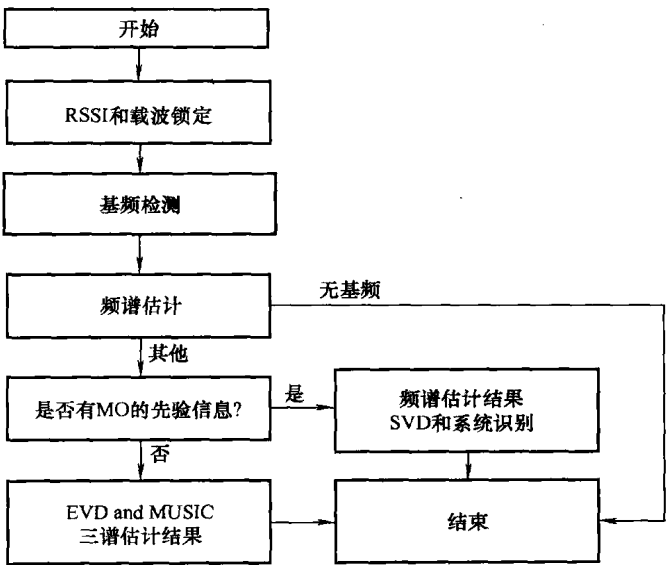 开始
RSSI和载波锁定
基频检测
频谱估计
无基频
其他
是否有MO的先验信息?
是
频谱估计结果
SVD和系统识别
否
EVD and MUSIC
三谱估计结果
结束